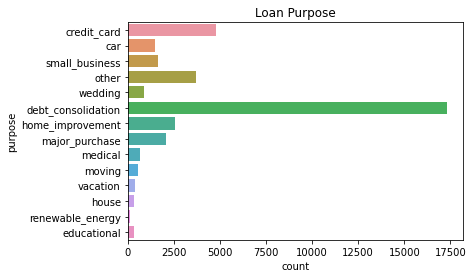 Loan Purpose
credit_card
car
small_business
other
wedding
debt_consolidation
home_improvement
major_purchase
medical
moving
vacation
house
renewable_energy
educational
purpose
0 2500 5000 7500 10000 12500 15000 17500
count